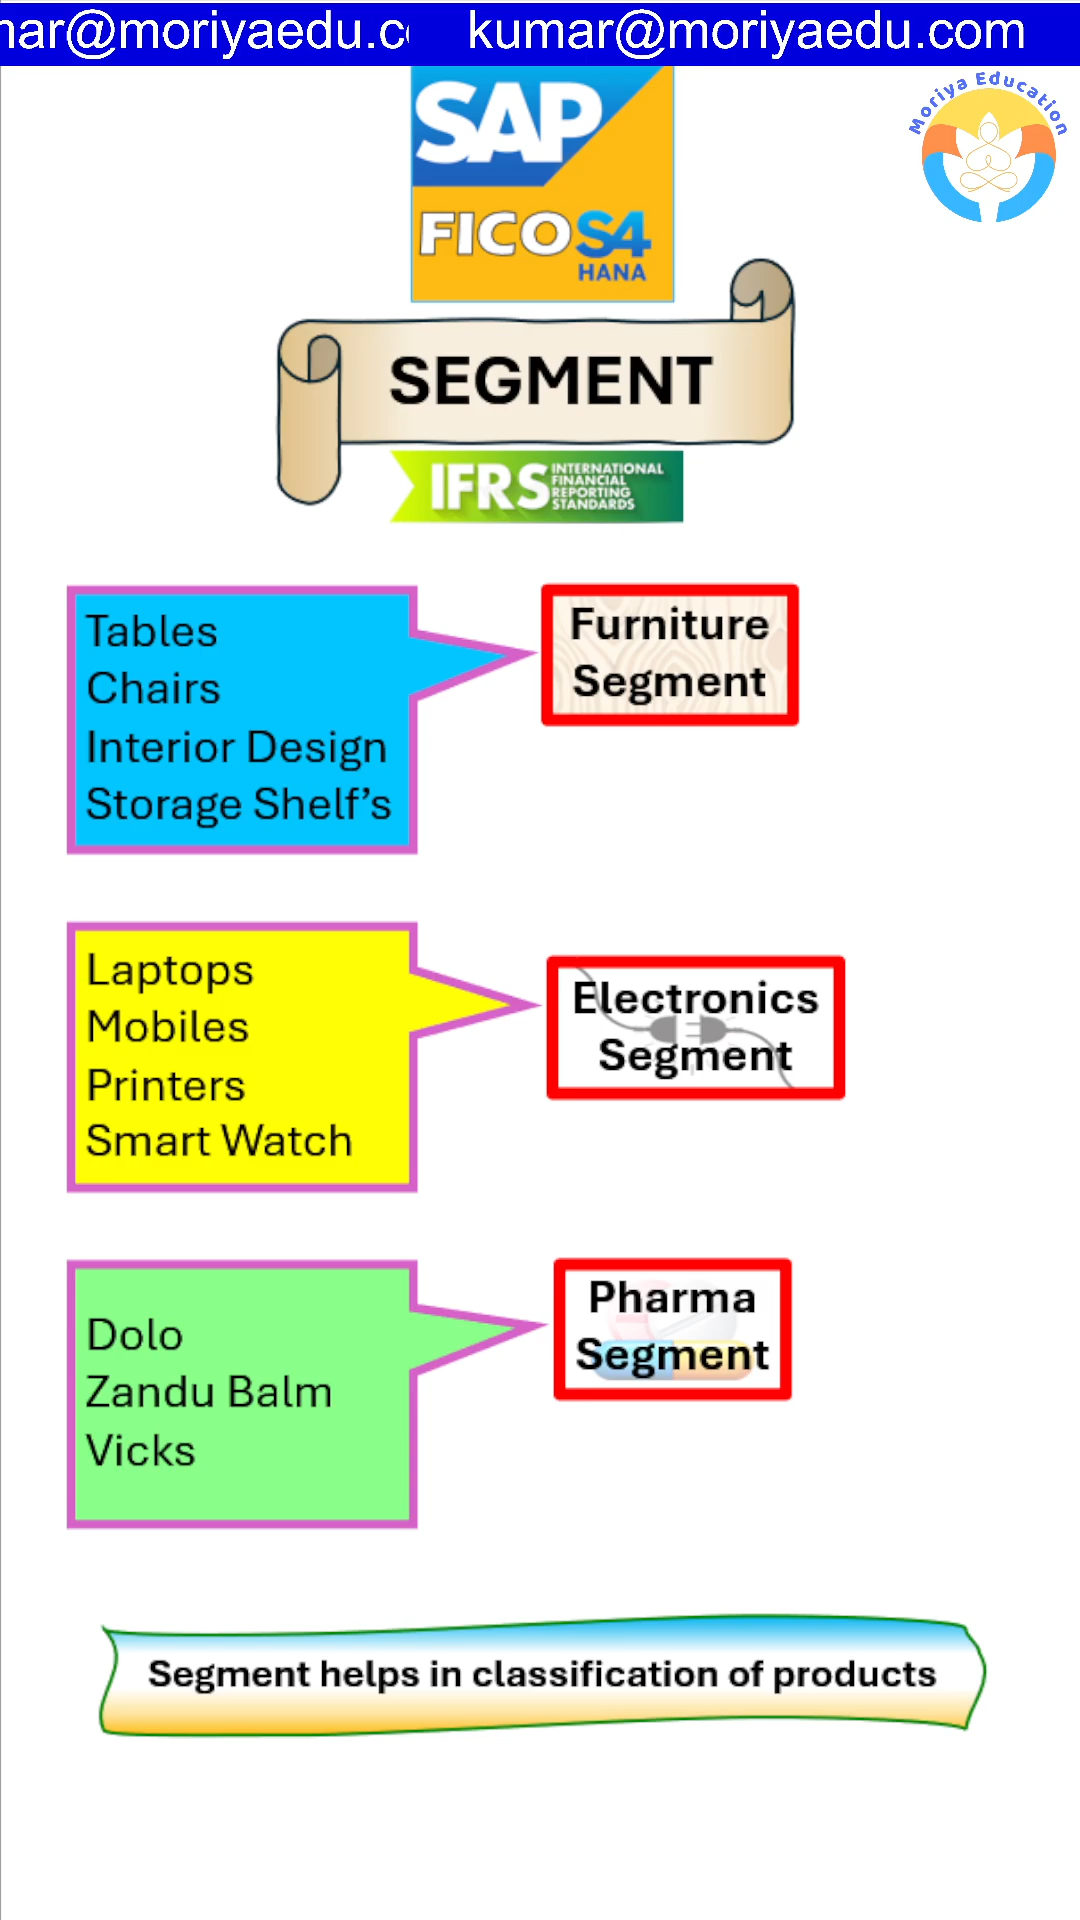 mar@moriyaedu.co kumar@moriyaedu.com
Moriya Education
SAP
FICO S4
HANA
SEGMENT
IFRS INTERNATIONAL
FINANCIAL
REPORTING
STANDARDS
Tables
Chairs
Interior Design
Storage Shelf’s
Furniture
Segment
Laptops
Mobiles
Printers
Smart Watch
Electronics
Segment
Dolo
Zandu Balm
Vicks
Pharma
Segment
Segment helps in classification of products